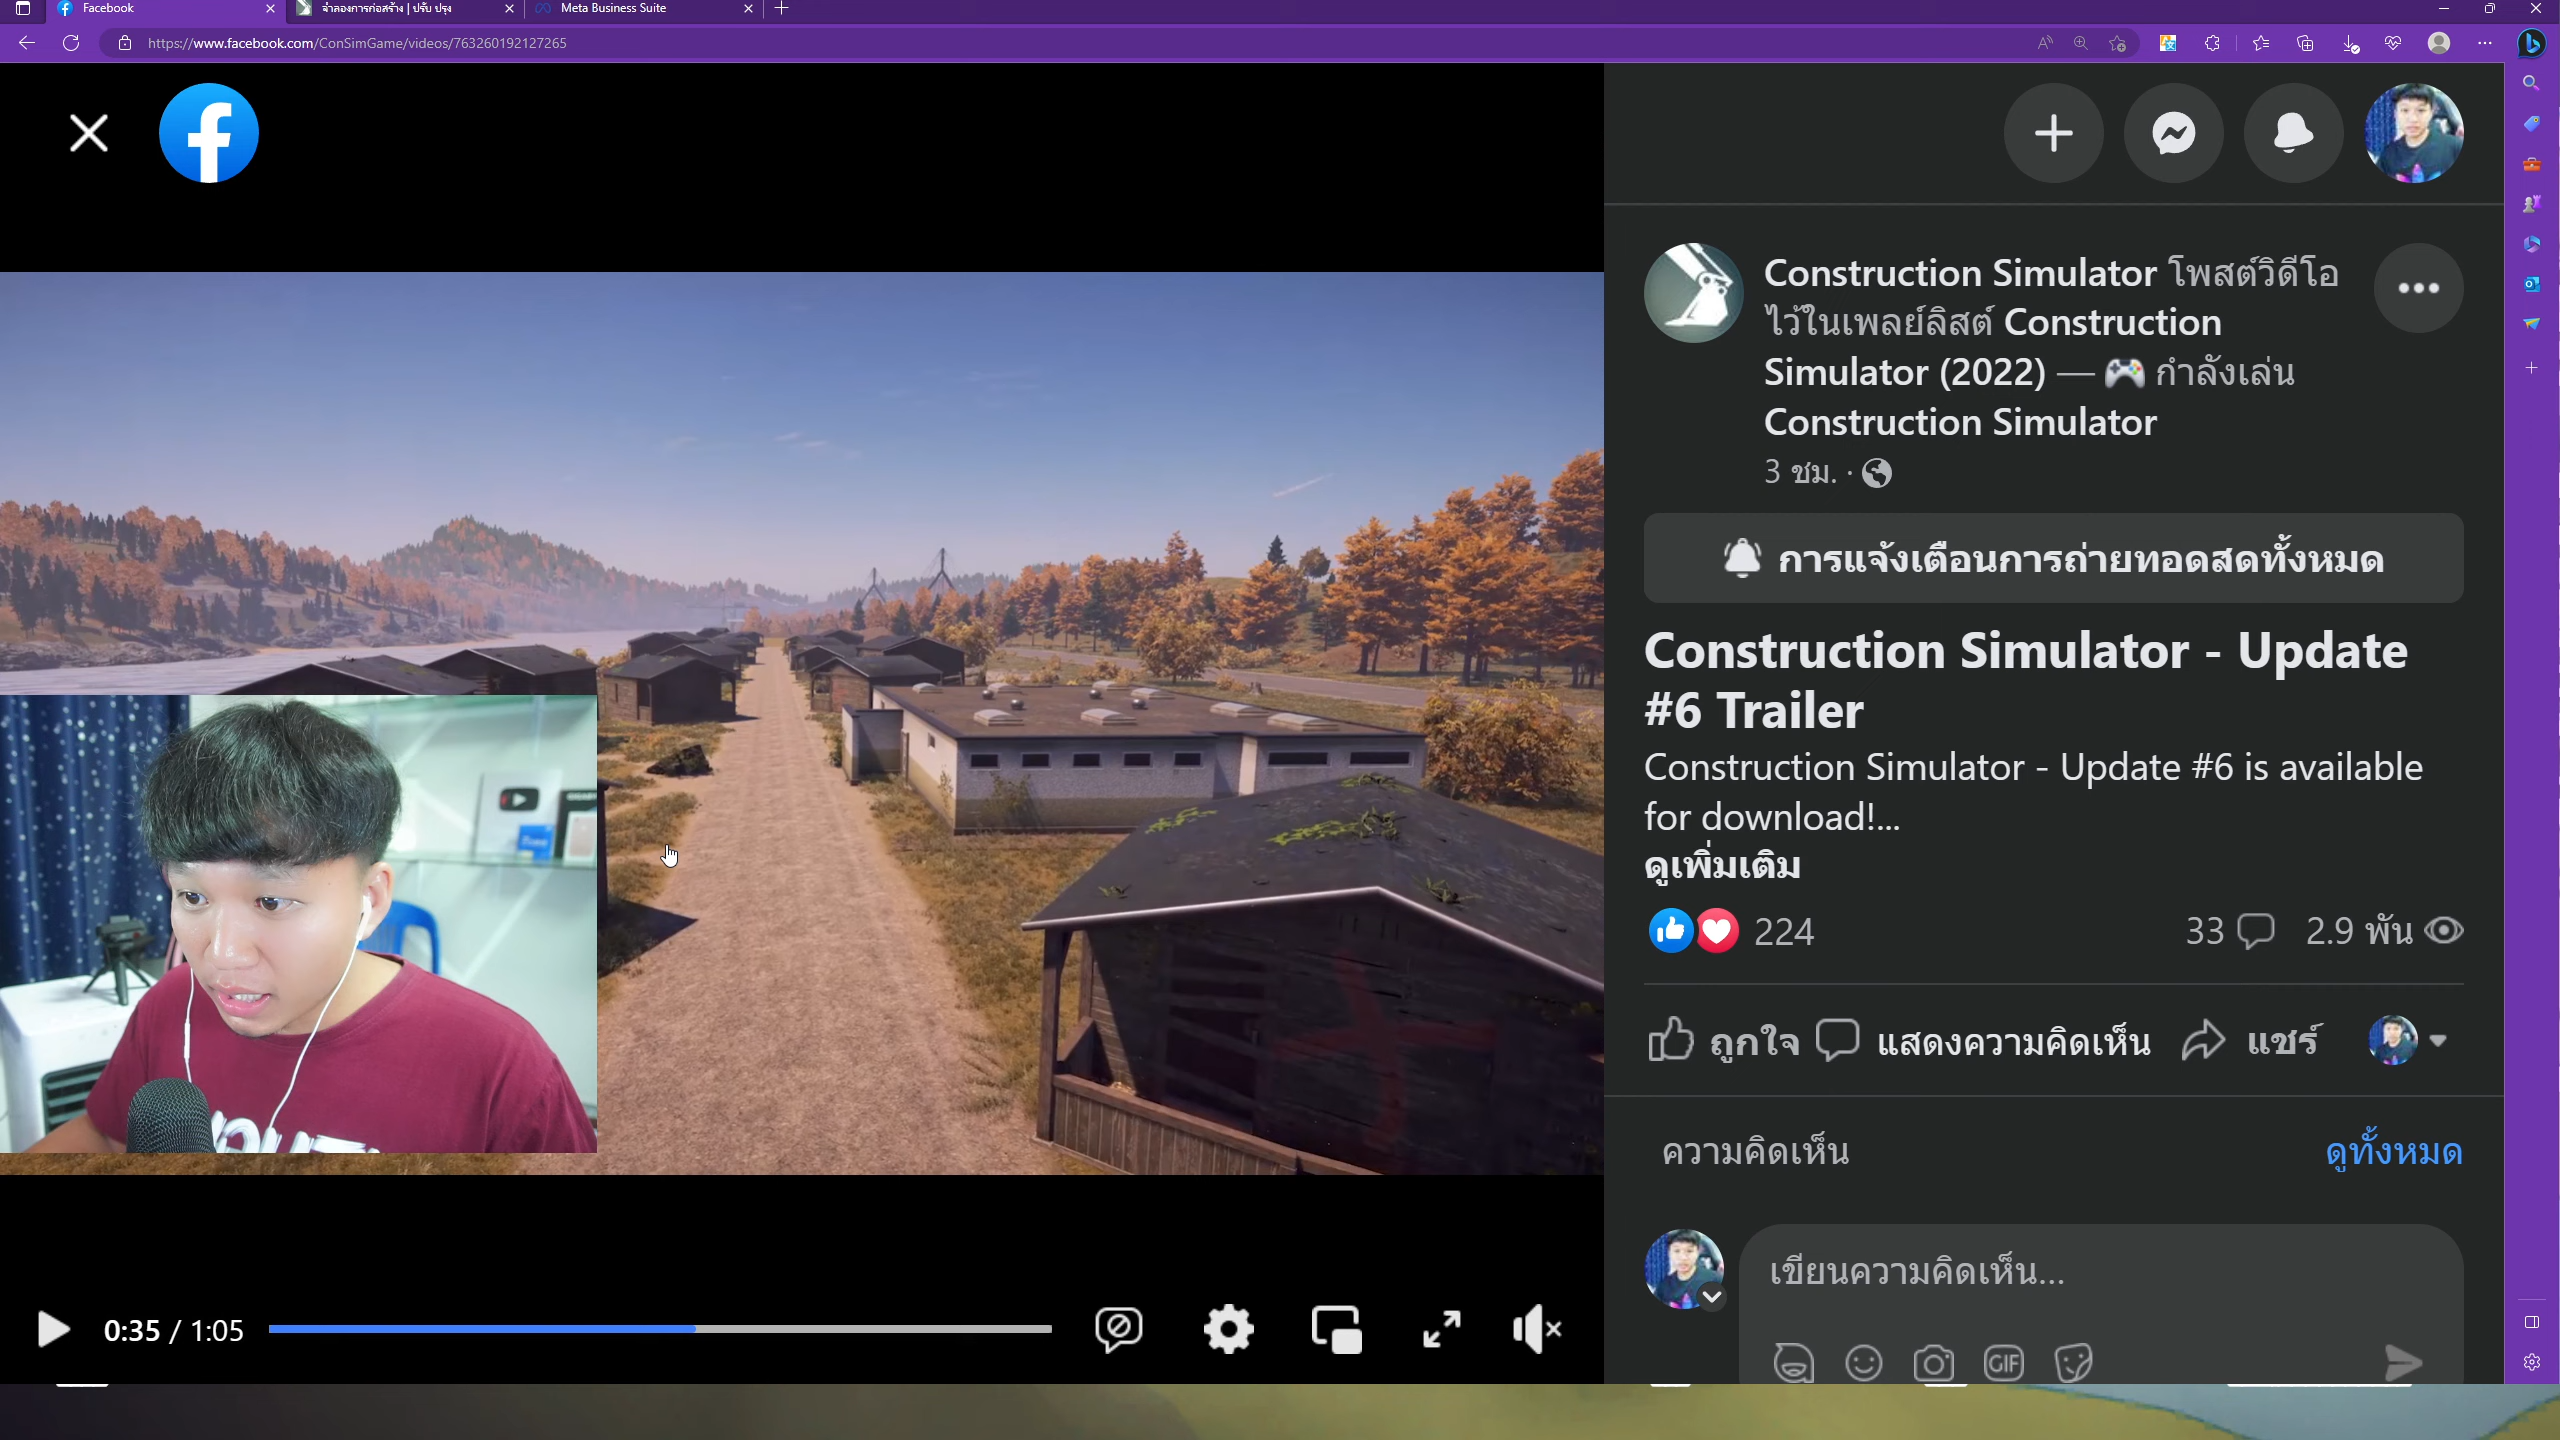 Facebook
จำลองการก่อสร้าง | ปรับ ปรุง
Meta Business Suite
https://www.facebook.com/ConSimGame/videos/763260192127265
Construction Simulator โพสต์วิดีโอ
ไว้ในเพลย์ลิสต์ Construction
Simulator (2022) — 🎮 กำลังเล่น
Construction Simulator
3 ชม. ·
การแจ้งเตือนการถ่ายทอดสดทั้งหมด
Construction Simulator - Update
#6 Trailer
Construction Simulator - Update #6 is available
for download!...
ดูเพิ่มเติม
224
33
2.9 พัน
ถูกใจ
แสดงความคิดเห็น
แชร์
ความคิดเห็น
ดูทั้งหมด
เขียนความคิดเห็น...
GIF
0:35 / 1:05